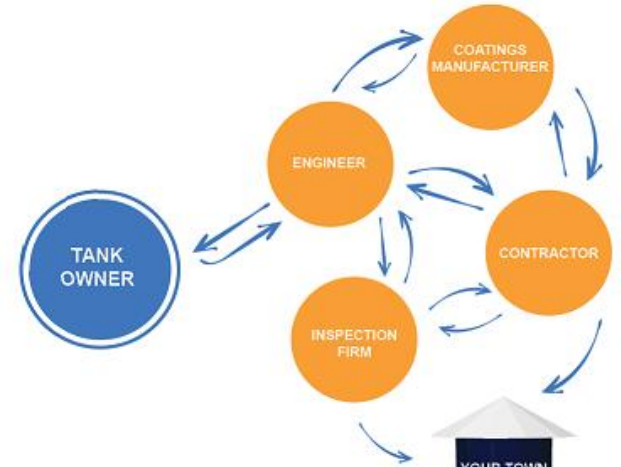 COATINGS
MANUFACTURER
ENGINEER
TANK
OWNER
CONTRACTOR
INSPECTION
FIRM
YOUR TOWN